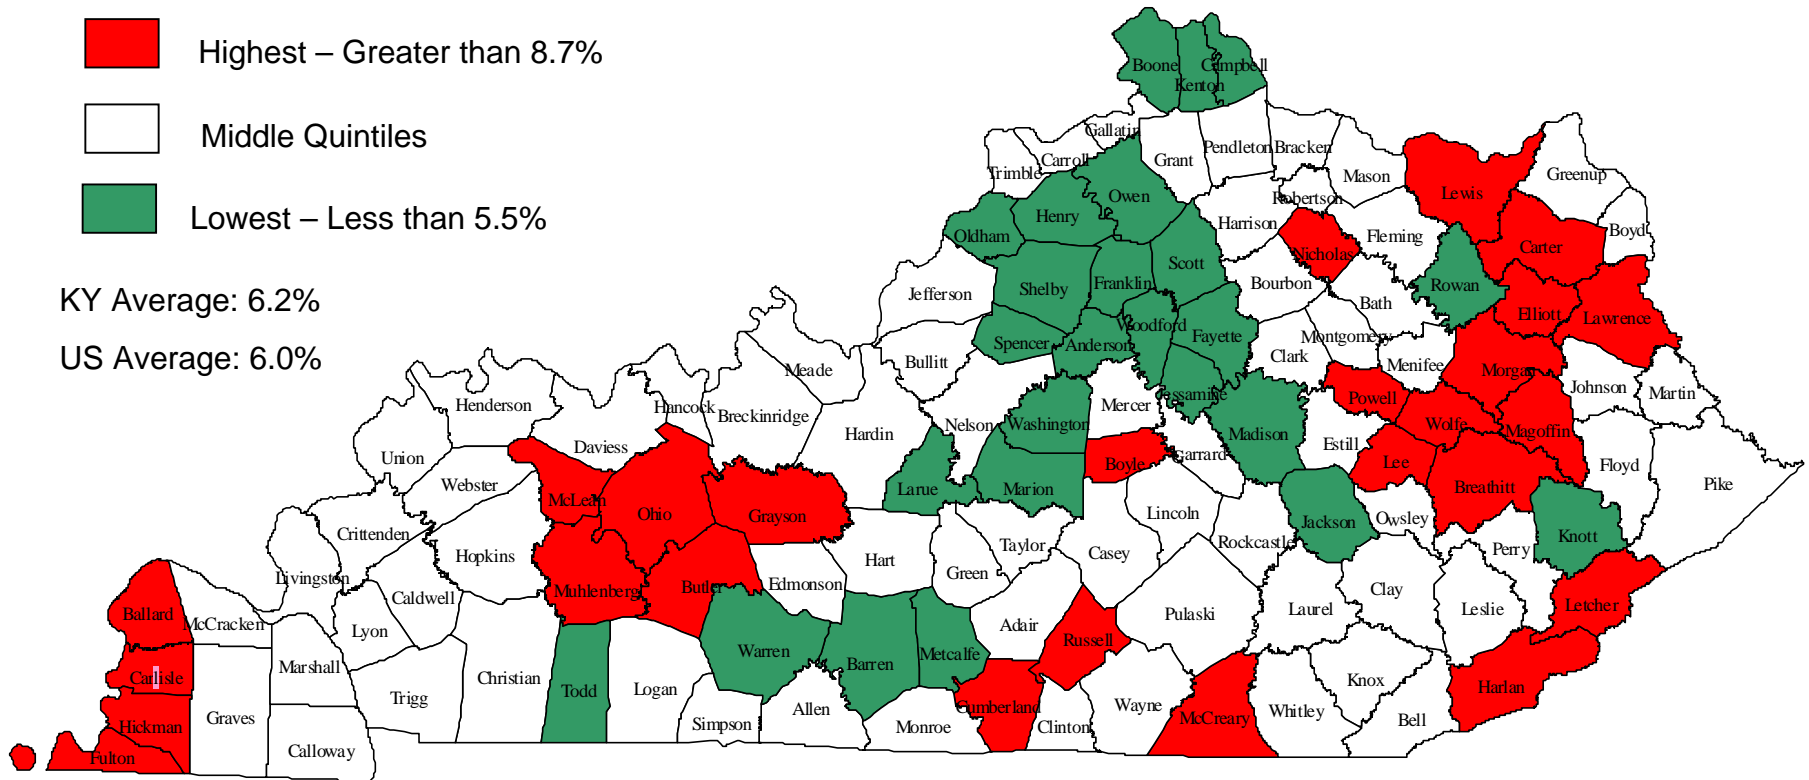 Highest – Greater than 8.7%
Middle Quintiles
Lowest – Less than 5.5%
KY Average: 6.2%
US Average: 6.0%
Boone
Campbell
Kenton
Gallatin
Carroll
Trimble
Grant
Pendleton
Bracken
Mason
Lewis
Greenup
Owen
Robertson
Henry
Harrison
Oldham
Fleming
Boyd
Carter
Nicholas
Scott
Franklin
Bourbon
Rowan
Shelby
Jefferson
Bath
Elliott
Lawrence
Woodford
Fayette
Montgomery
Spencer
Anderson
Clark
Menifee
Bullitt
Meade
Morgan
Johnson
Martin
Jessamine
Powell
Henderson
Hancock
Breckinridge
Mercer
Nelson
Washington
Wolfe
Magoffin
Hardin
Madison
Estill
Daviess
Garrard
Boyle
Lee
Floyd
Union
Webster
Larue
Marion
Breathitt
Pike
McLean
Ohio
Grayson
Lincoln
Jackson
Owsley
Crittenden
Hopkins
Taylor
Casey
Rockcastle
Knott
Perry
Hart
Green
Livingston
Edmonson
Muhlenberg
Butler
Caldwell
Clay
Letcher
Leslie
Laurel
Pulaski
Ballard
McCracken
Lyon
Adair
Russell
Warren
Barren
Metcalfe
Marshall
Carlisle
Christian
Todd
Logan
Trigg
Knox
Harlan
Cumberland
Wayne
McCreary
Whitley
Bell
Allen
Simpson
Monroe
Clinton
Graves
Hickman
Calloway
Fulton